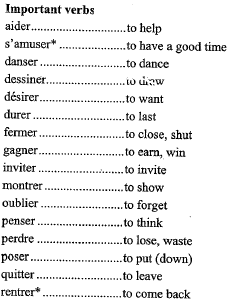 Important verbs
aider..............................to help
s'amuser* .....................to have a good time
danser ...........................to dance
dessiner.........................to draw
désirer...........................to want
durer .............................to last
fermer ...........................to close, shut
gagner...........................to earn, win
inviter ...........................to invite
montrer .........................to show
oublier ..........................to forget
penser ...........................to think
perdre ...........................to lose, waste
poser.............................to put (down)
quitter ...........................to leave
rentrer*.........................to come back